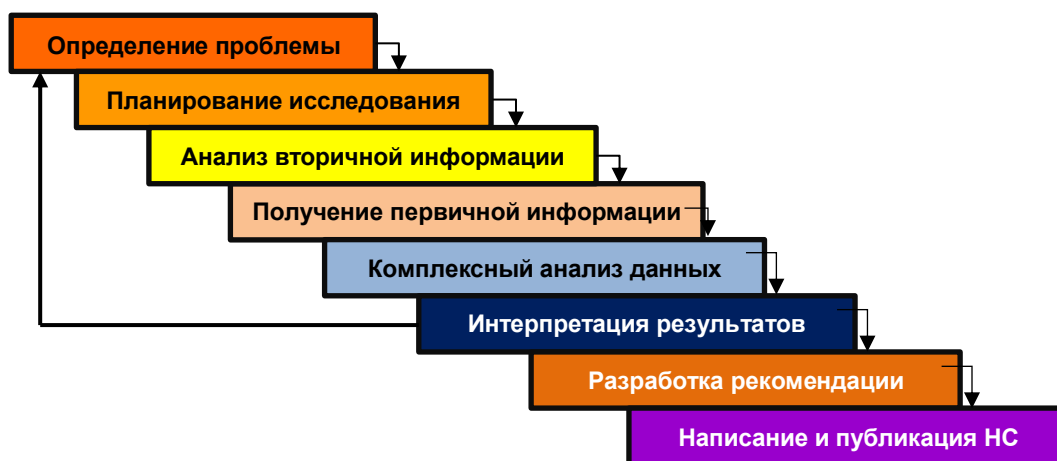 Определение проблемы
Планирование исследования
Анализ вторичной информации
Получение первичной информации
Комплексный анализ данных
Интерпретация результатов
Разработка рекомендации
Написание и публикация НС